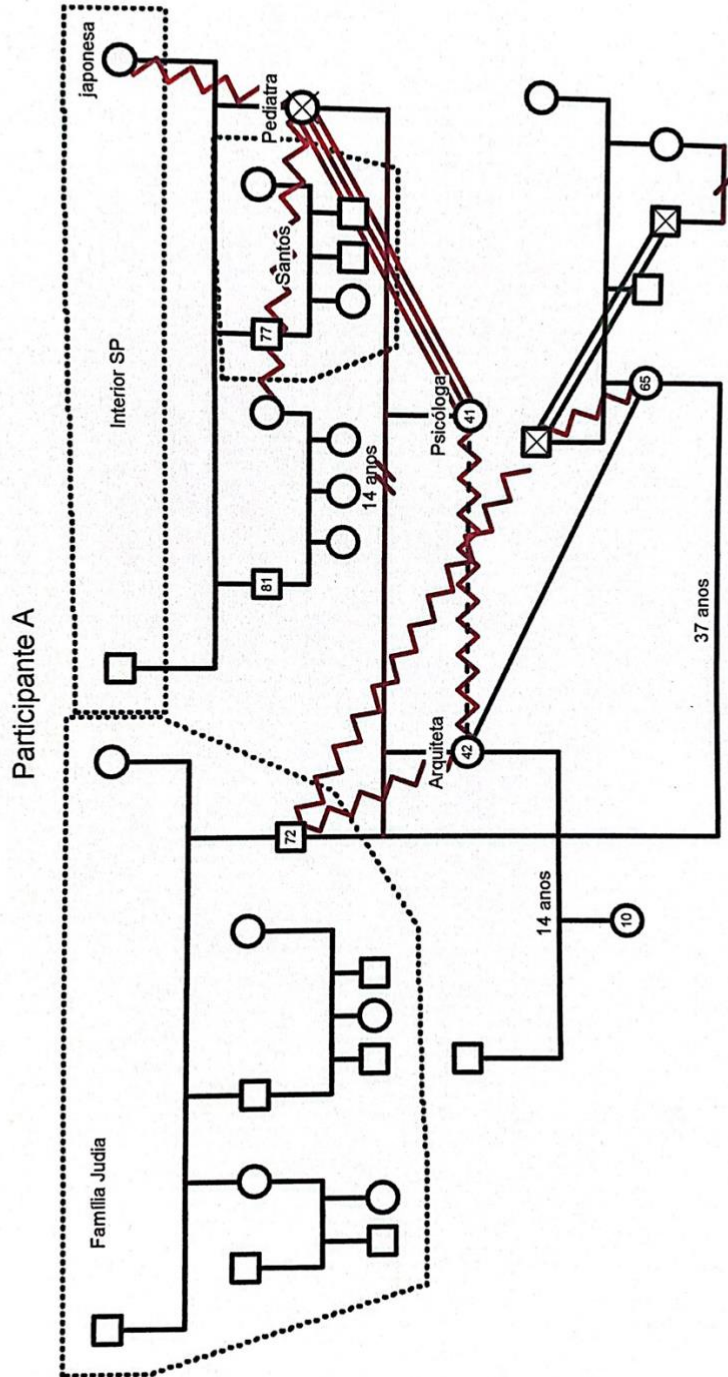 Participante A
Família Judia
Interior SP
japonesa
72
81
77
Santos
Pediatra
14 anos
Arquiteta
42
Psicóloga
41
14 anos
10
37 anos
65